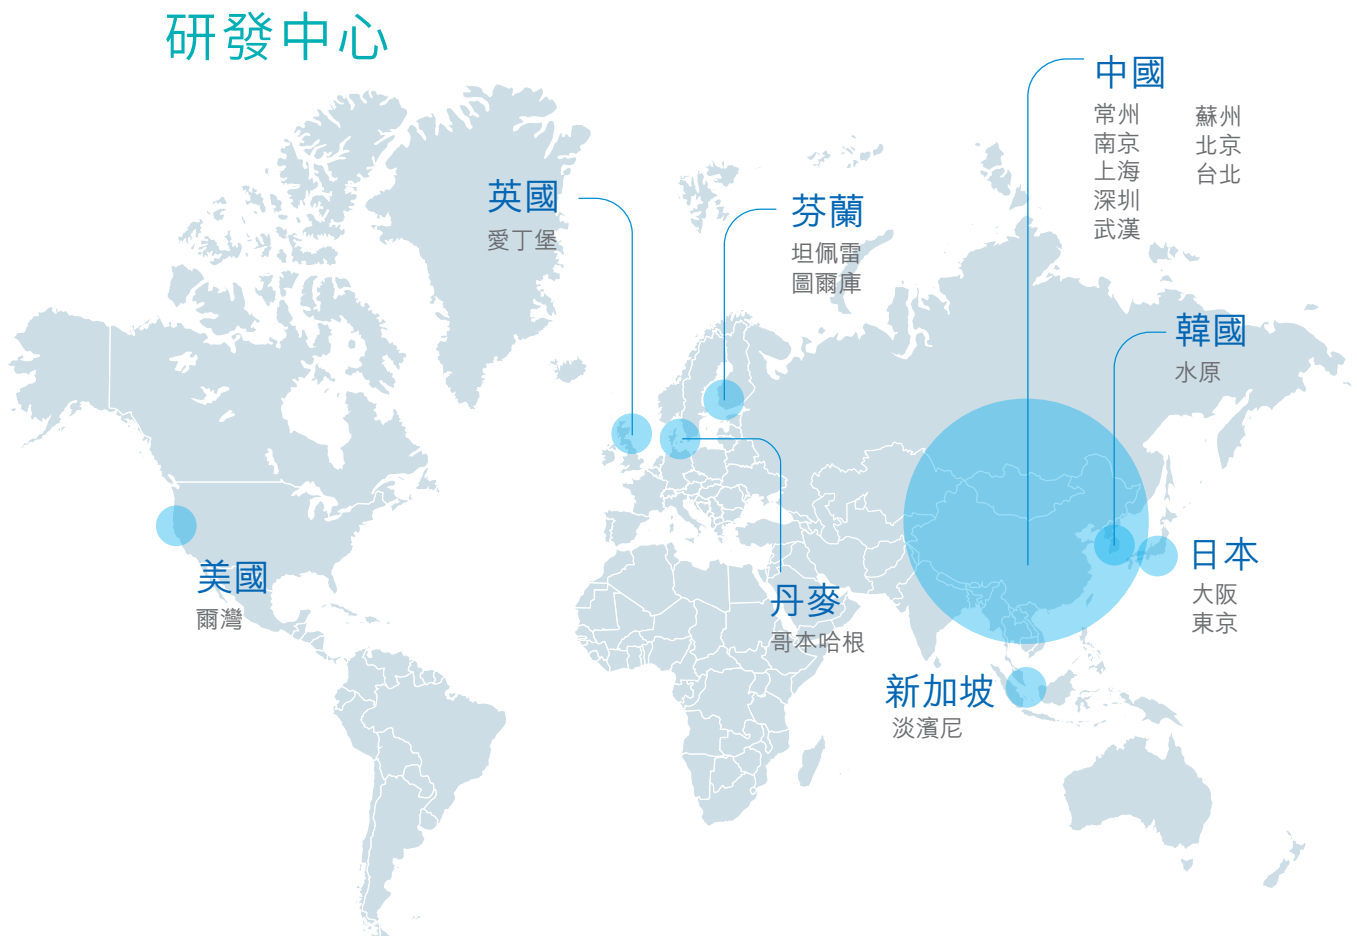 研發中心
中國
常州
南京
上海
深圳
武漢
蘇州
北京
台北
英國
愛丁堡
芬蘭
坦佩雷
圖爾庫
韓國
水原
美國
爾灣
日本
大阪
東京
丹麥
哥本哈根
新加坡
淡濱尼